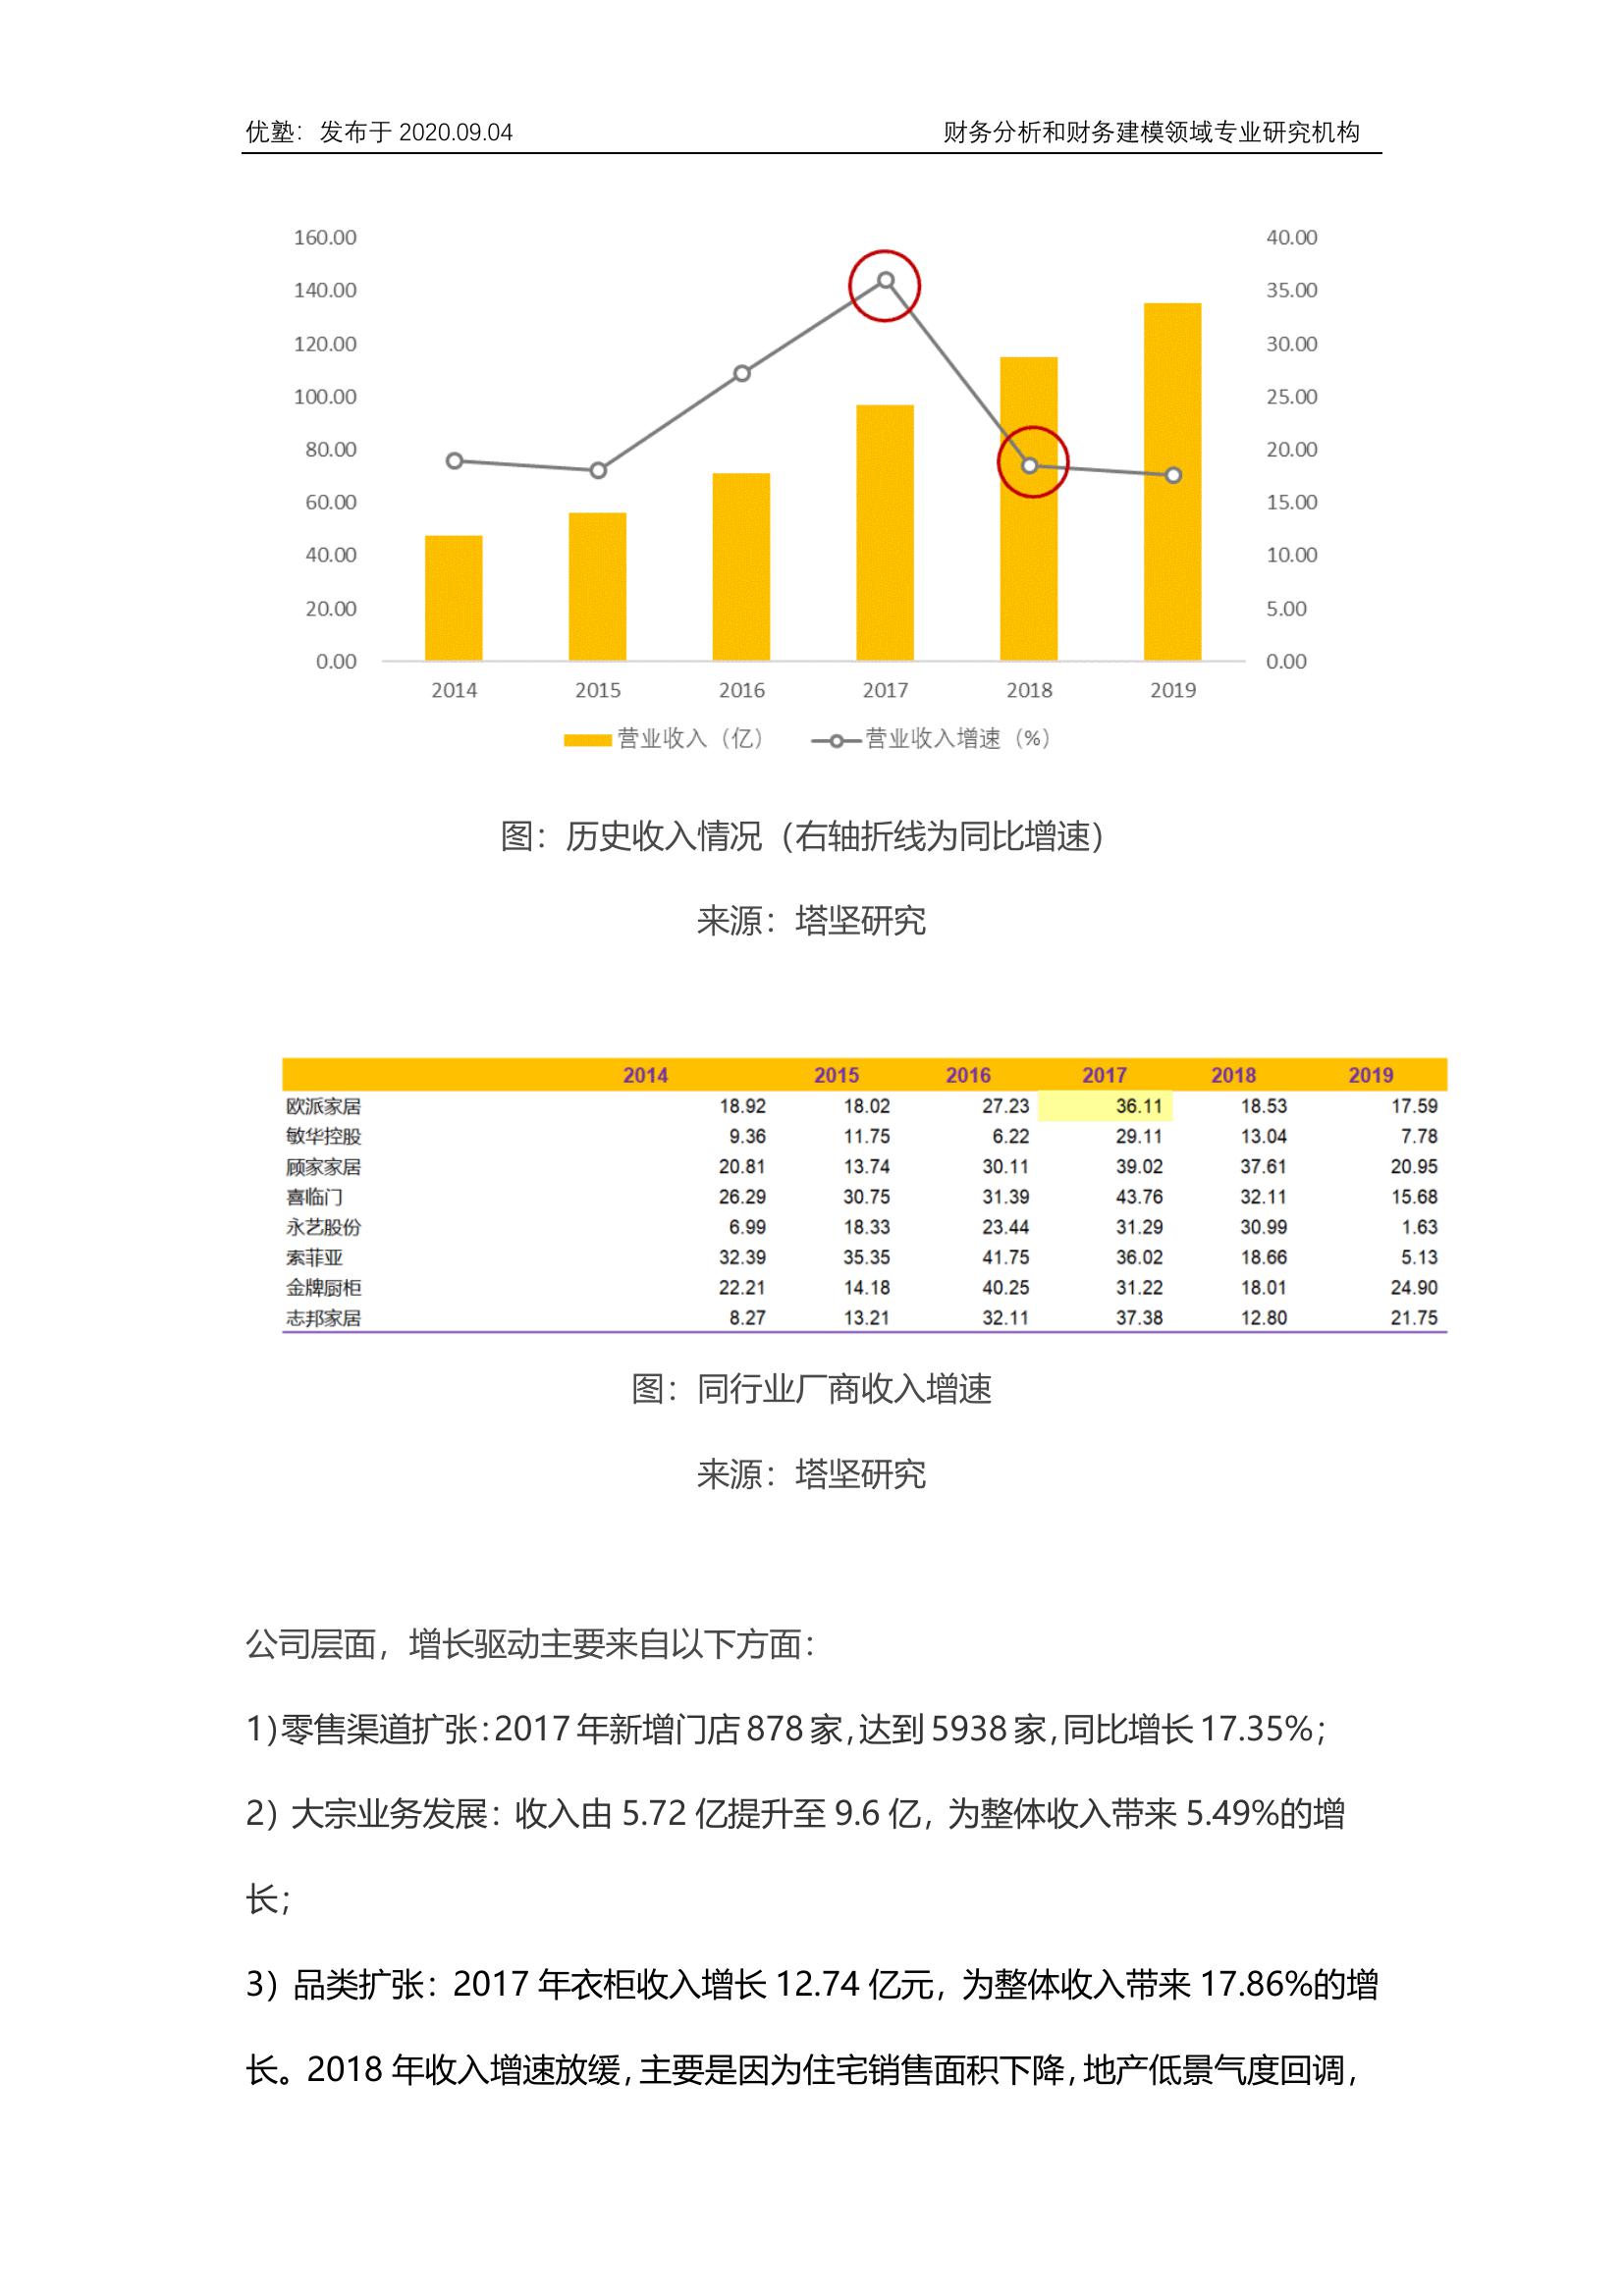 优塾：发布于 2020.09.04 财务分析和财务建模领域专业研究机构
160.00 40.00
140.00 35.00
120.00 30.00
100.00 25.00
80.00 20.00
60.00 15.00
40.00 10.00
20.00 5.00
0.00 0.00
2014 2015 2016 2017 2018 2019
营业收入（亿） 营业收入增速（%）
图：历史收入情况（右轴折线为同比增速）
来源：塔坚研究
2014 2015 2016 2017 2018 2019
欧派家居 18.92 18.02 27.23 36.11 18.53 17.59
敏华控股 9.36 11.75 6.22 29.11 13.04 7.78
顾家家居 20.81 13.74 30.11 39.02 37.61 20.95
喜临门 26.29 30.75 31.39 43.76 32.11 15.68
永艺股份 6.99 18.33 23.44 31.29 30.99 1.63
索菲亚 32.39 35.35 41.75 36.02 18.66 5.13
金牌厨柜 22.21 14.18 40.25 31.22 18.01 24.90
志邦家居 8.27 13.21 32.11 37.38 12.80 21.75
图：同行业厂商收入增速
来源：塔坚研究
公司层面，增长驱动主要来自以下方面：
1）零售渠道扩张：2017 年新增门店 878 家，达到 5938 家，同比增长 17.35%；
2）大宗业务发展：收入由 5.72 亿提升至 9.6 亿，为整体收入带来 5.49%的增
长；
3）品类扩张：2017 年衣柜收入增长 12.74 亿元，为整体收入带来 17.86%的增
长。2018 年收入增速放缓，主要是因为住宅销售面积下降，地产低景气度回调，